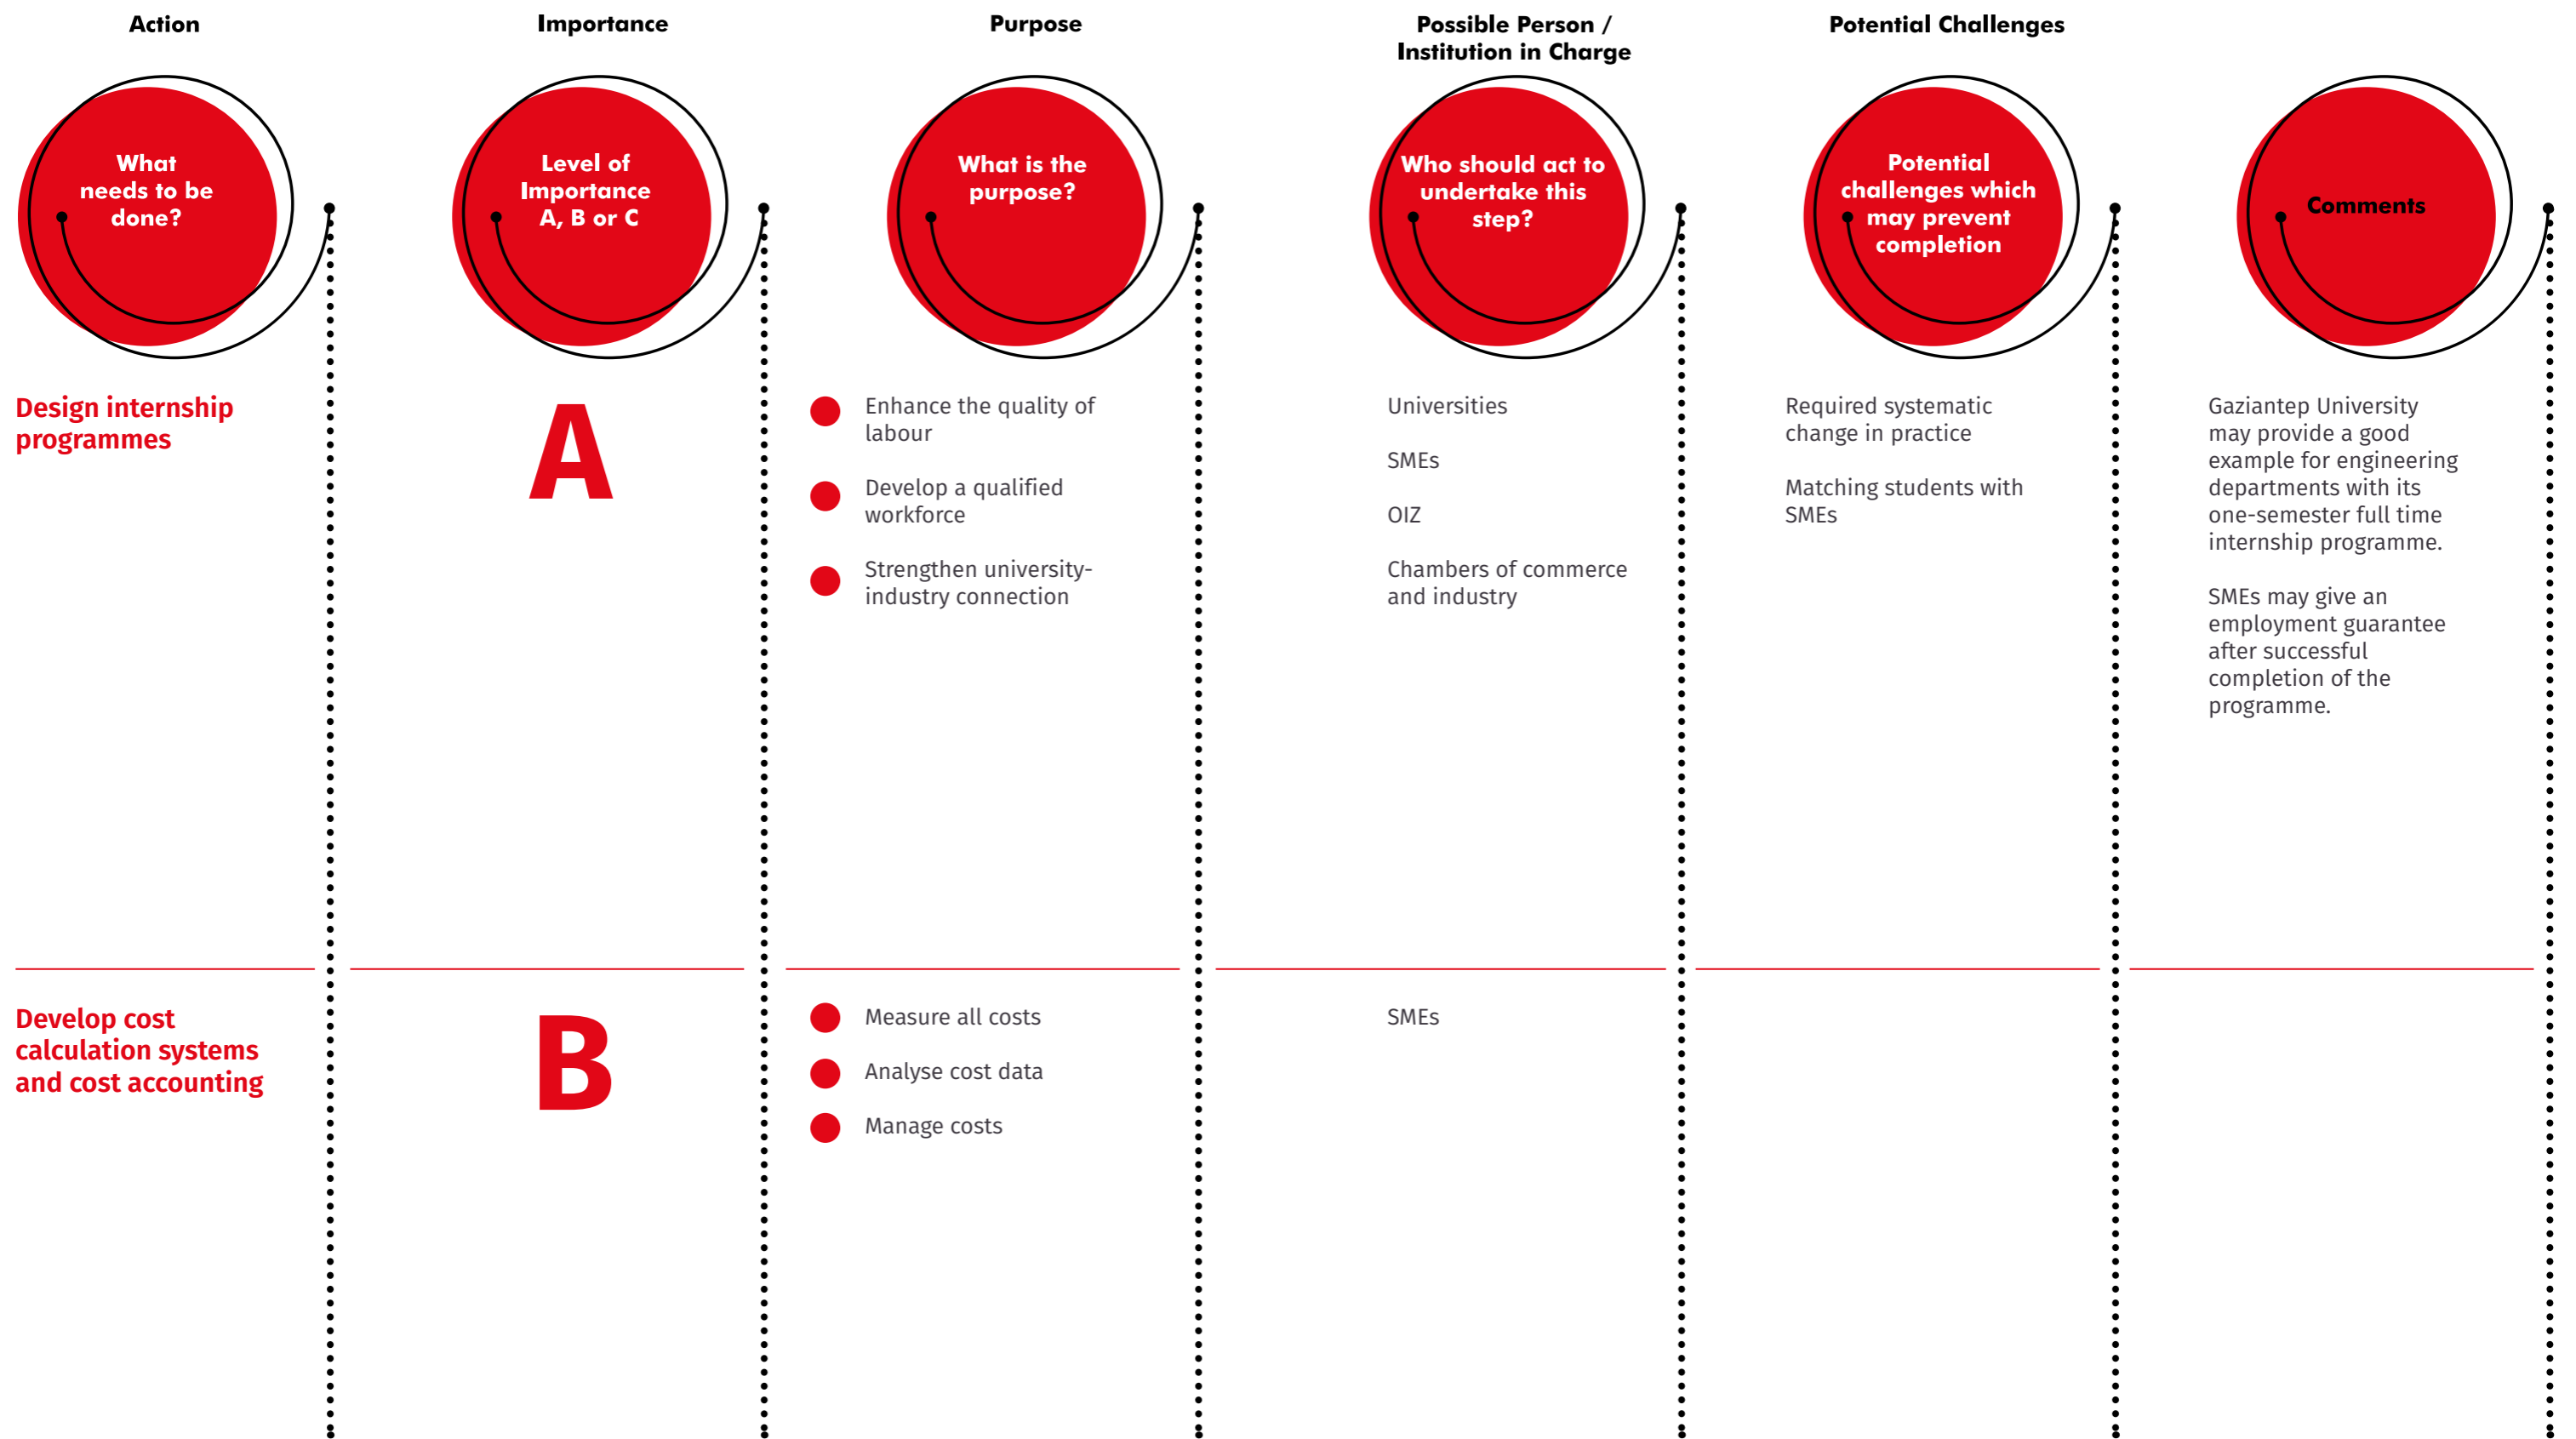 Action
Importance
Purpose
Possible Person /
Institution in Charge
Potential Challenges
What
needs to be
done?
Level of
Importance
A, B or C
What is the
purpose?
Who should act to
undertake this
step?
Potential
challenges which
may prevent
completion
Comments
Design internship
programmes
A
Enhance the quality of
labour
Develop a qualified
workforce
Strengthen university-
industry connection
Universities
SMEs
OIZ
Chambers of commerce
and industry
Required systematic
change in practice
Matching students with
SMEs
Gaziantep University
may provide a good
example for engineering
departments with its
one-semester full time
internship programme.
SMEs may give an
employment guarantee
after successful
completion of the
programme.
Develop cost
calculation systems
and cost accounting
B
Measure all costs
Analyse cost data
Manage costs
SMEs